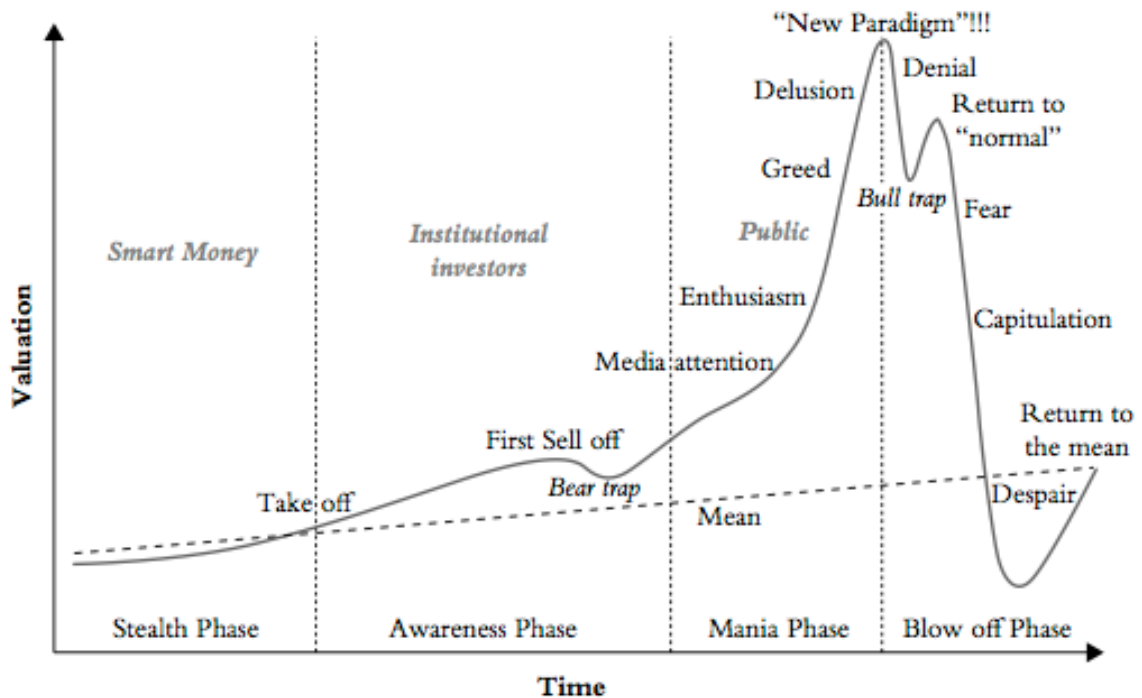 “New Paradigm”!!!
Denial
Delusion
Return to
“normal”
Greed
Bull trap
Fear
Smart Money
Institutional
investors
Public
Enthusiasm
Capitulation
Media attention
Valuation
First Sell off
Return to
the mean
Bear trap
Take off
Mean
Despair
Stealth Phase
Awareness Phase
Mania Phase
Blow off Phase
Time